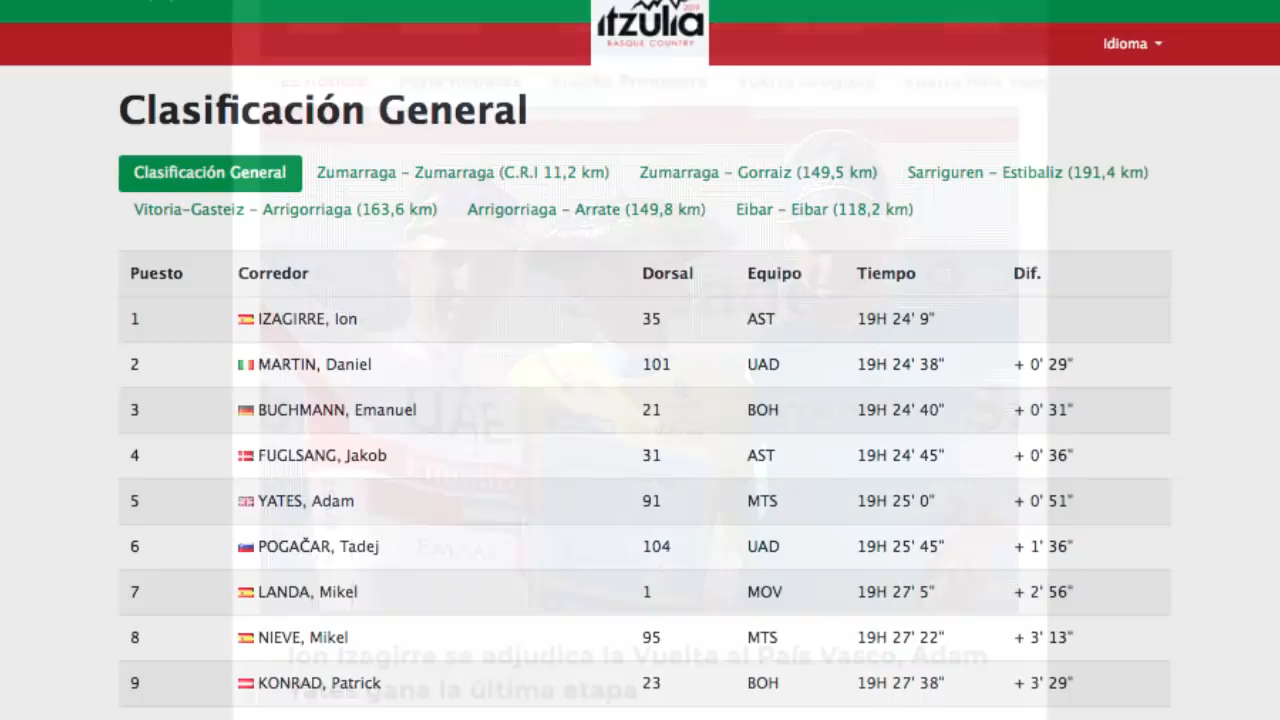 2019
itzulia
BASQUE COUNTRY
Idioma
Clasificación General
Clasificación General Zumarraga - Zumarraga (C.R.I 11,2 km) Zumarraga - Gorraiz (149,5 km) Sarriguren - Estibaliz (191,4 km)
Vitoria-Gasteiz - Arrigorriaga (163,6 km) Arrigorriaga - Arrate (149,8 km) Eibar - Eibar (118,2 km)
Puesto Corredor Dorsal Equipo Tiempo Dif.
1 IZAGIRRE, Ion 35 AST 19H 24' 9"
2 MARTIN, Daniel 101 UAD 19H 24' 38" + 0' 29"
3 BUCHMANN, Emanuel 21 BOH 19H 24' 40" + 0' 31"
4 FUGLSANG, Jakob 31 AST 19H 24' 45" + 0' 36"
5 YATES, Adam 91 MTS 19H 25' 0" + 0' 51"
6 POGAČAR, Tadej 104 UAD 19H 25' 45" + 1' 36"
7 LANDA, Mikel 1 MOV 19H 27' 5" + 2' 56"
8 NIEVE, Mikel 95 MTS 19H 27' 22" + 3' 13"
9 KONRAD, Patrick 23 BOH 19H 27' 38" + 3' 29"
UAE
Ion Izagirre se adjudica la Vuelta al País Vasco, Adam
Yates gana la última etapa